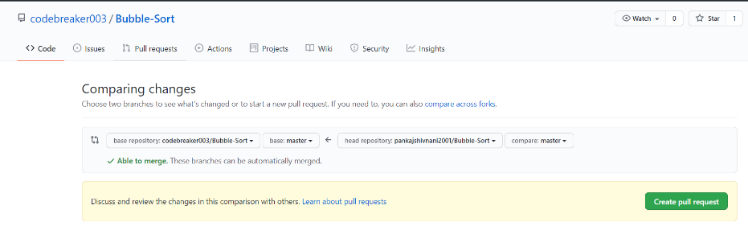 codebreaker003 / Bubble-Sort
Watch 0 Star 1
Code Issues Pull requests Actions Projects Wiki Security Insights
Comparing changes
Choose two branches to see what's changed or to start a new pull request. If you need to, you can also compare across forks.
base repository: codebreaker003/Bubble-Sort base: master ← head repository: pankajshivnani2001/Bubble-Sort compare: master
✓ Able to merge. These branches can be automatically merged.
Discuss and review the changes in this comparison with others. Learn about pull requests Create pull request